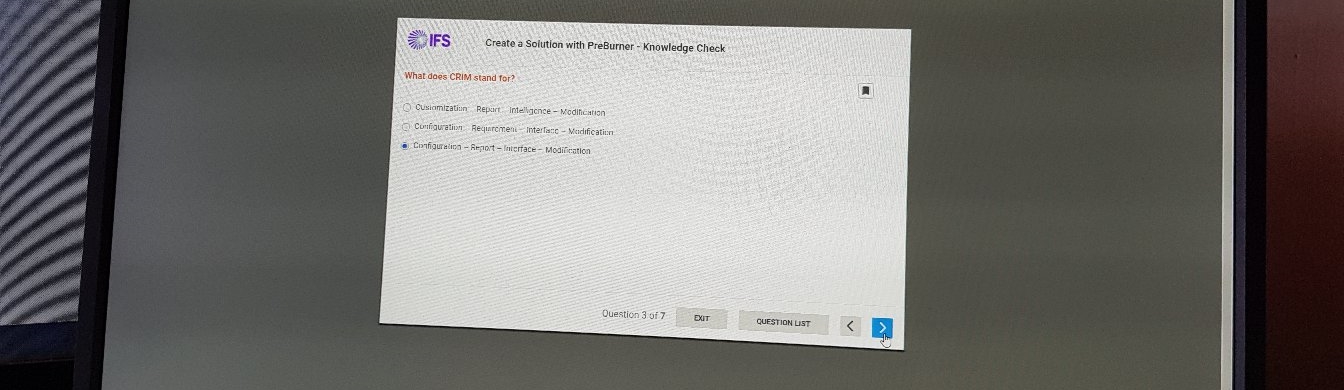 IFS
Create a Solution with PreBurner - Knowledge Check
What does CRIM stand for?
Customization – Report – Intelligence – Modification
Configuration – Requirement – Interface – Modification
Configuration – Report – Interface – Modification
Question 3 of 7
EXIT
QUESTION LIST